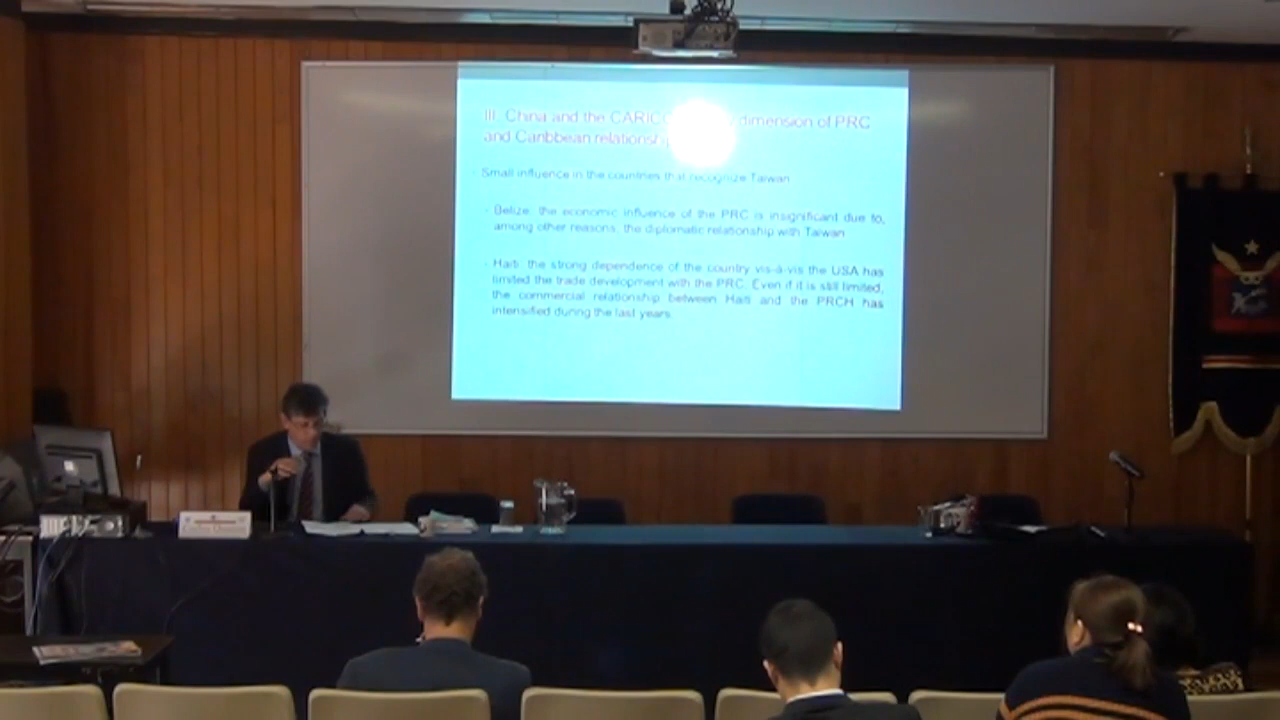 III. China and the CARIC dimension of PRC
and Caribbean relationship
- Small influence in the countries that recognize Taiwan
- Belize: the economic influence of the PRC is insignificant due to,
among other reasons, the diplomatic relationship with Taiwan
- Haiti: the strong dependence of the country vis-à-vis the USA has
limited the trade development with the PRC. Even if it is still limited,
the commercial relationship between Haiti and the PRCH has
intensified during the last years.